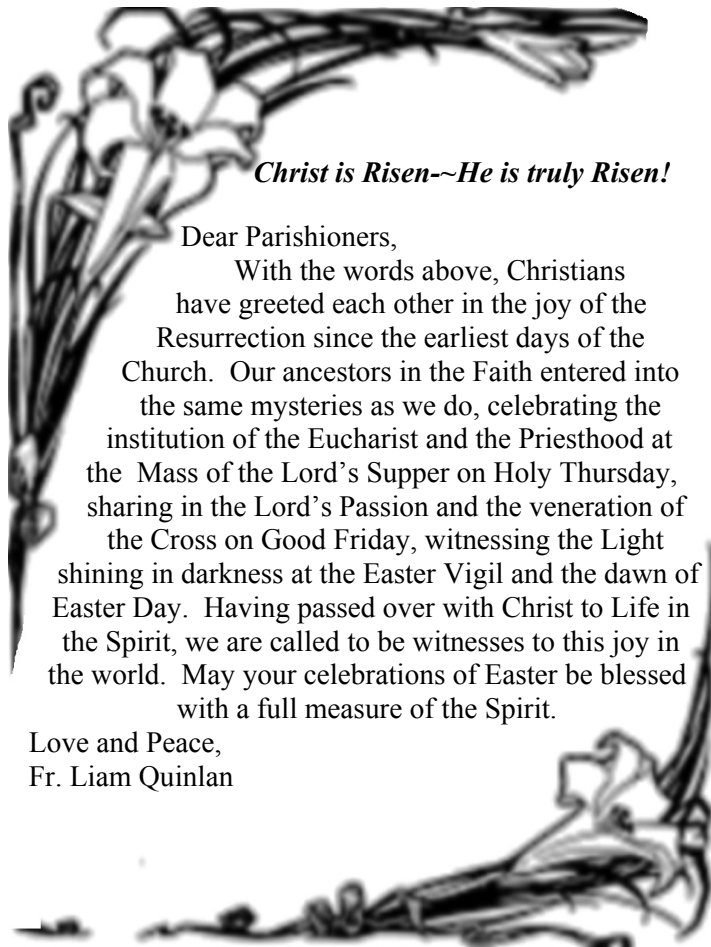 Christ is Risen-~He is truly Risen!
Dear Parishioners,
With the words above, Christians
have greeted each other in the joy of the
Resurrection since the earliest days of the
Church.  Our ancestors in the Faith entered into
the same mysteries as we do, celebrating the
institution of the Eucharist and the Priesthood at
the  Mass of the Lord’s Supper on Holy Thursday,
sharing in the Lord’s Passion and the veneration of
the Cross on Good Friday, witnessing the Light
shining in darkness at the Easter Vigil and the dawn of
Easter Day.  Having passed over with Christ to Life in
the Spirit, we are called to be witnesses to this joy in
the world.  May your celebrations of Easter be blessed
with a full measure of the Spirit.
Love and Peace,
Fr. Liam Quinlan